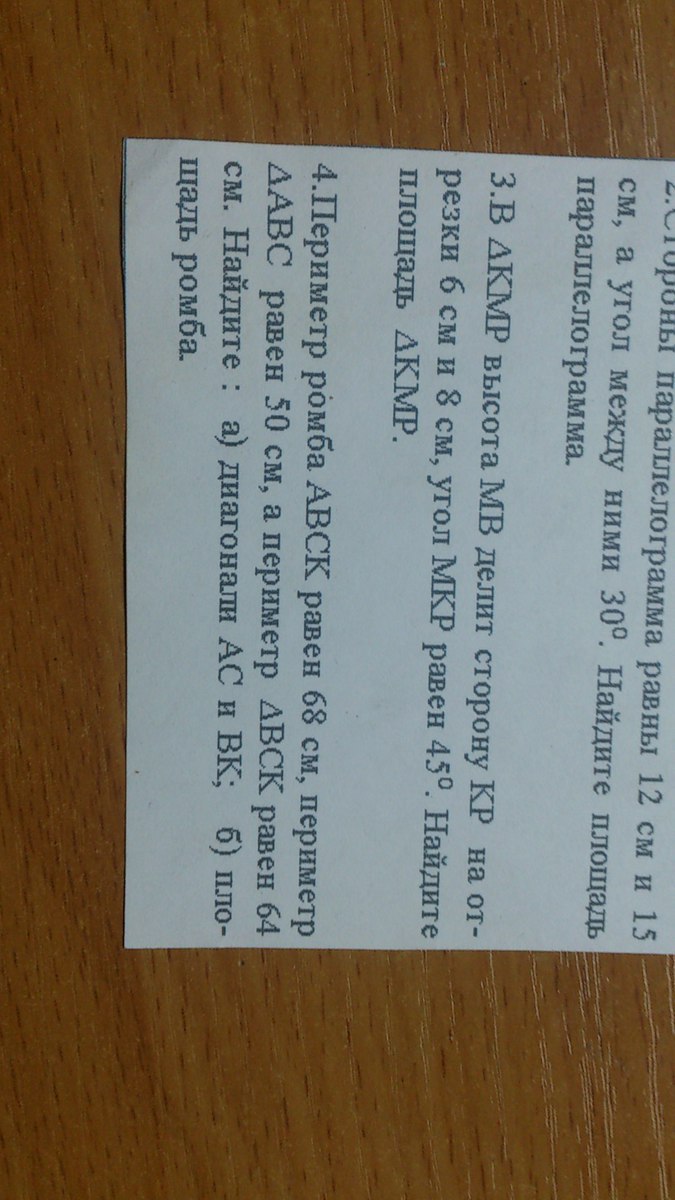 2.Стороны параллелограмма равны 12 см и 15
см, а угол между ними 30⁰. Найдите площадь
параллелограмма.
3.В ΔКМР высота МВ делит сторону КР на от-
резки 6 см и 8 см, угол МКР равен 45⁰. Найдите
площадь ΔКМР.
4.Периметр ромба АВСК равен 68 см, периметр
ΔАВС равен 50 см, а периметр ΔВСК равен 64
см. Найдите : а) диагонали АС и ВК; б) пло-
щадь ромба.